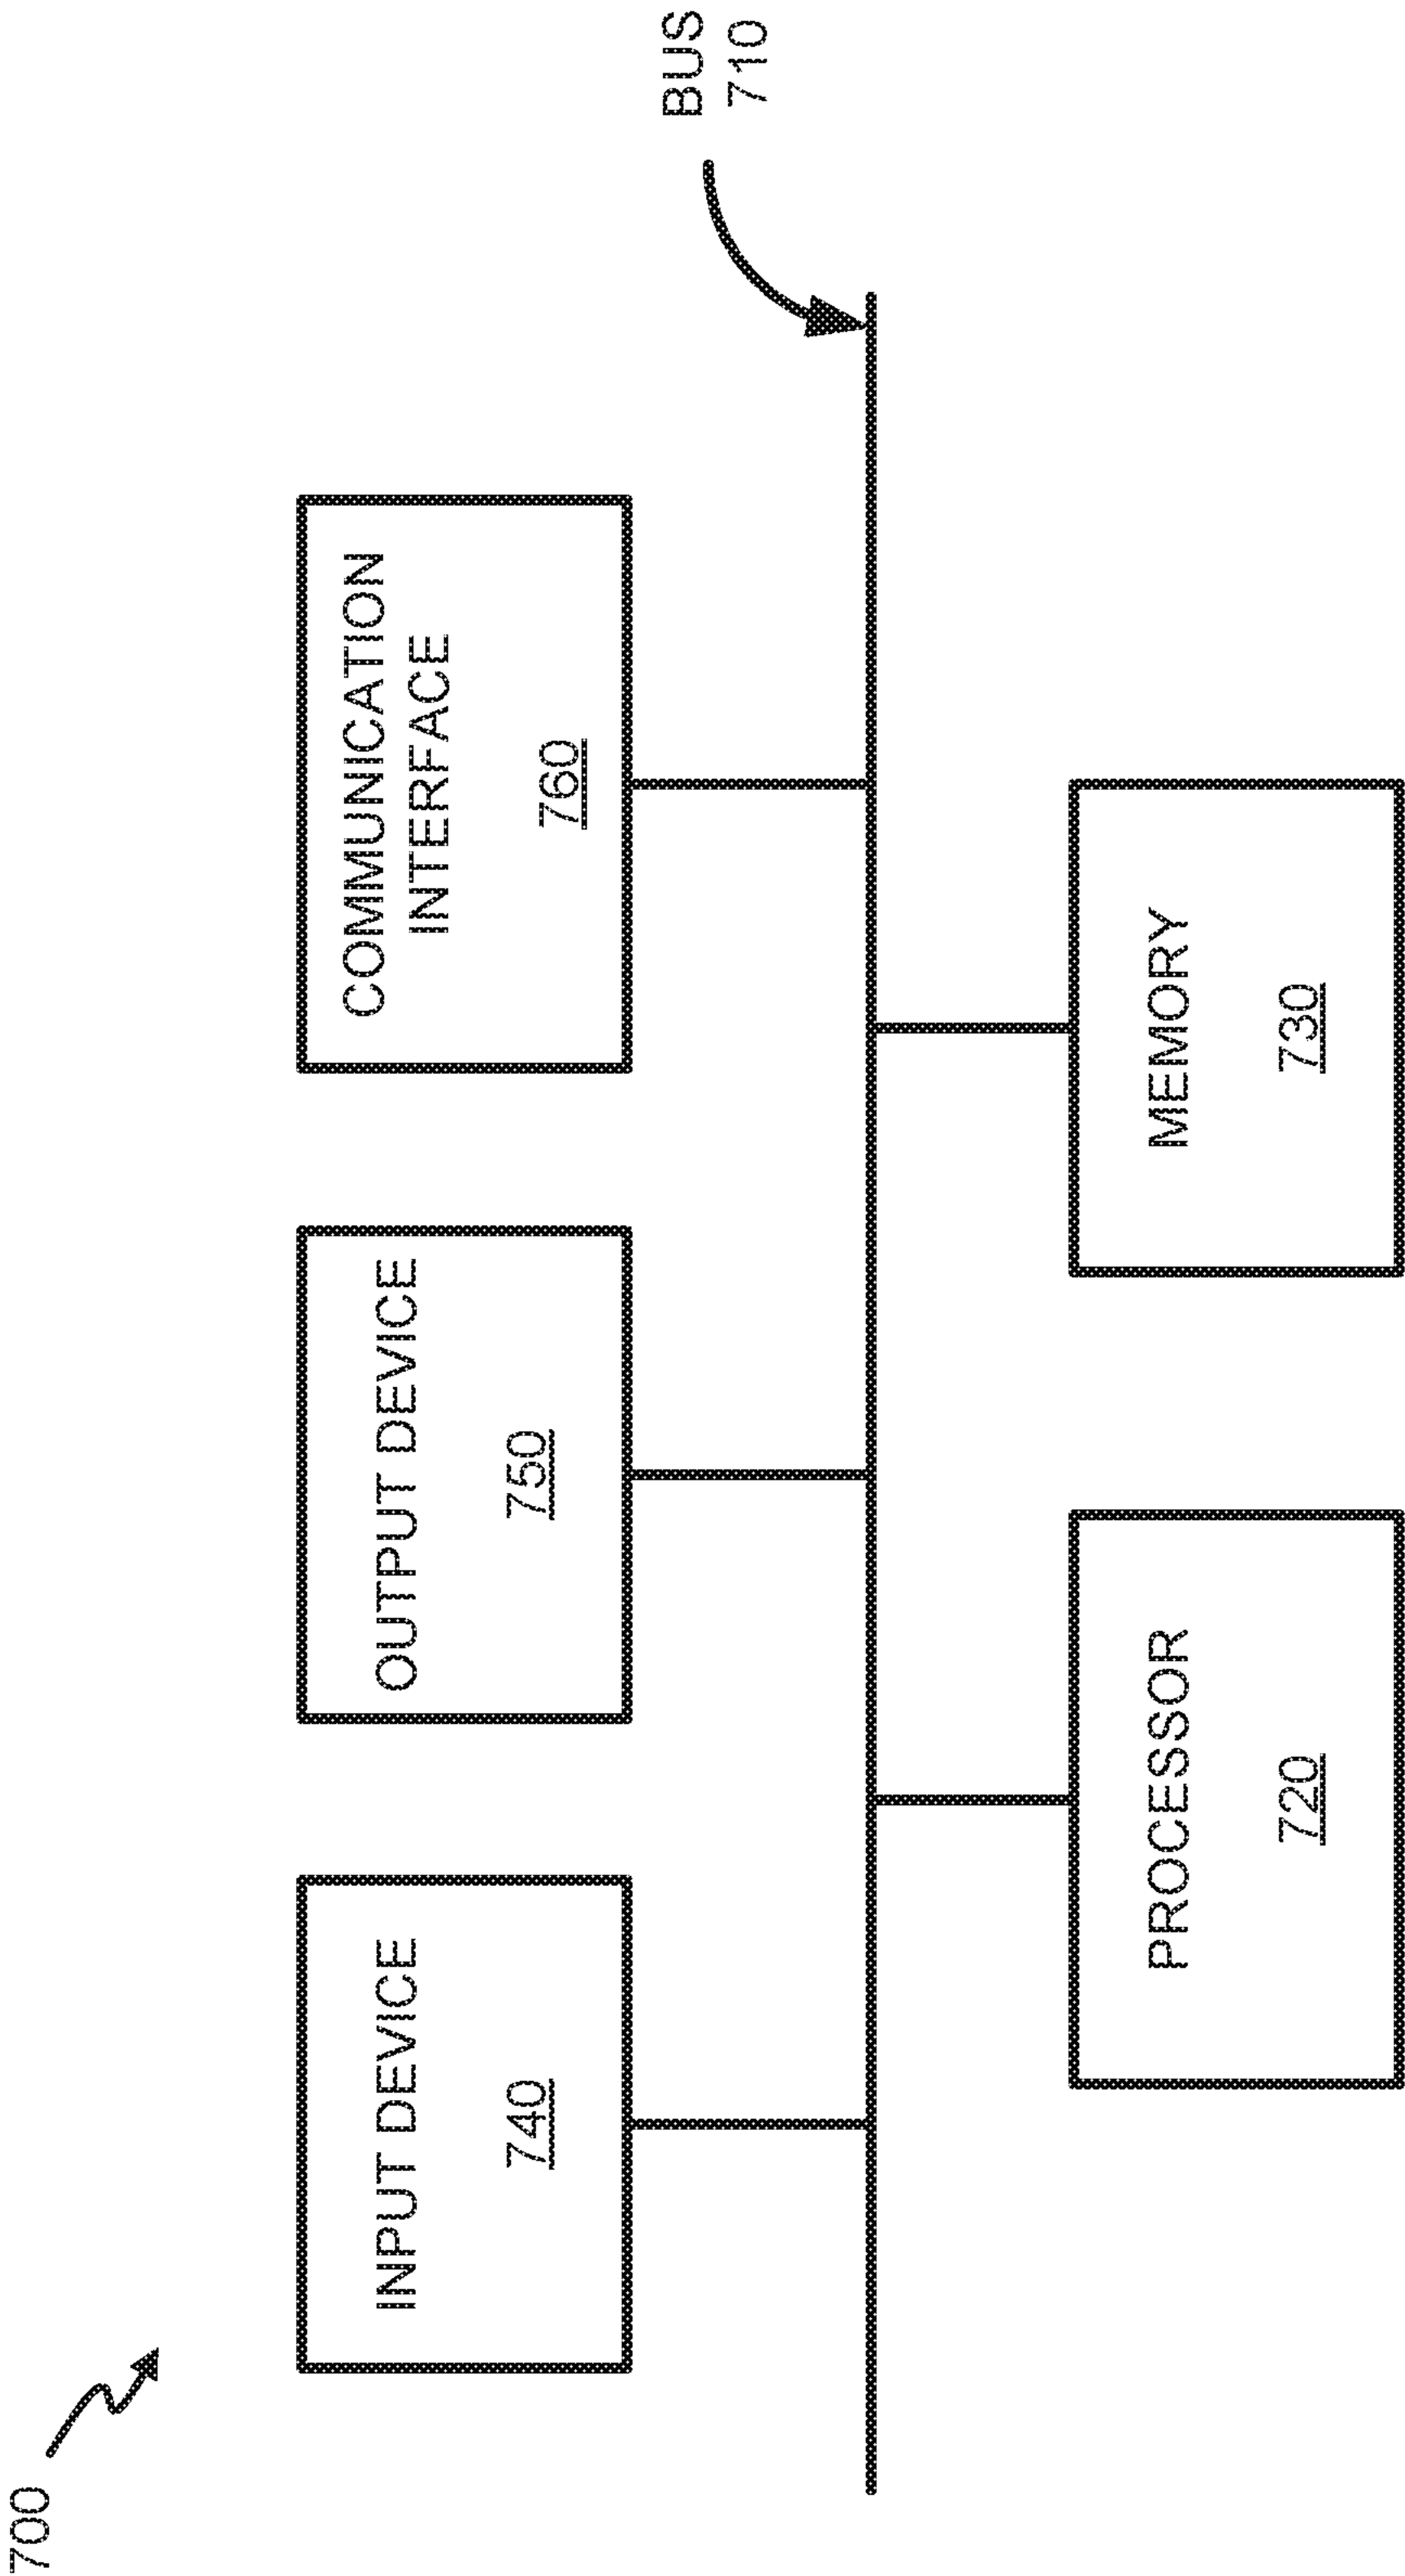 700
INPUT DEVICE
740
OUTPUT DEVICE
750
COMMUNICATION
INTERFACE
760
BUS
710
PROCESSOR
720
MEMORY
730